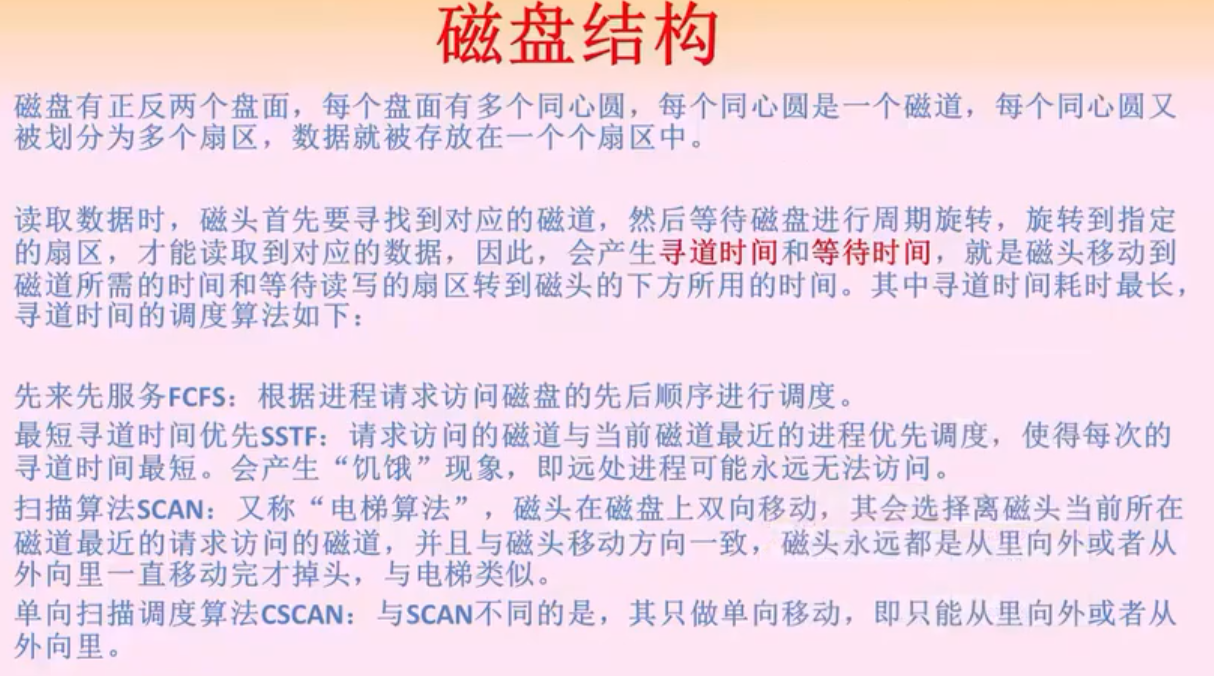 磁盘结构
磁盘有正反两个盘面，每个盘面有多个同心圆，每个同心圆是一个磁道，每个同心圆又
被划分为多个扇区，数据就被存放在一个个扇区中。
读取数据时，磁头首先要寻找到对应的磁道，然后等待磁盘进行周期旋转，旋转到指定
的扇区，才能读取到对应的数据，因此，会产生寻道时间和等待时间，就是磁头移动到
磁道所需的时间和等待读写的扇区转到磁头的下方所用的时间。其中寻道时间耗时最长，
寻道时间的调度算法如下：
先来先服务FCFS：根据进程请求访问磁盘的先后顺序进行调度。
最短寻道时间优先SSTF：请求访问的磁道与当前磁道最近的进程优先调度，使得每次的
寻道时间最短。会产生“饥饿”现象，即远处进程可能永远无法访问。
扫描算法SCAN：又称“电梯算法”，磁头在磁盘上双向移动，其会选择离磁头当前所在
磁道最近的请求访问的磁道，并且与磁头移动方向一致，磁头永远都是从里向外或者从
外向里一直移动完才掉头，与电梯类似。
单向扫描调度算法CSCAN：与SCAN不同的是，其只做单向移动，即只能从里向外或者从
外向里。